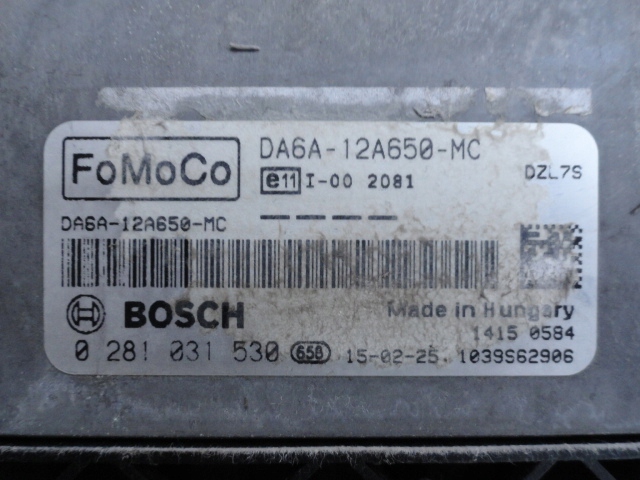 FoMoCo
DA6A-12A650-MC
e11 I-00 2081
DZL7S
DA6A-12A650-MC
BOSCH
Made in Hungary
1415 0584
0 281 031 530 658 15-02-25 1039S62906